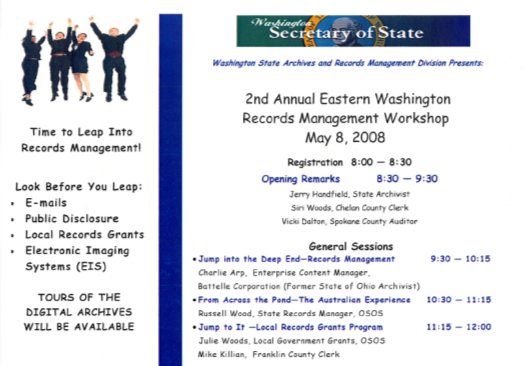 Time to Leap Into
Records Management!
Look Before You Leap:
• E-mails
• Public Disclosure
• Local Records Grants
• Electronic Imaging
Systems (EIS)
TOURS OF THE
DIGITAL ARCHIVES
WILL BE AVAILABLE
Washington
Secretary of State
Washington State Archives and Records Management Division Presents:
2nd Annual Eastern Washington
Records Management Workshop
May 8, 2008
Registration 8:00 — 8:30
Opening Remarks 8:30 — 9:30
Jerry Handfield, State Archivist
Siri Woods, Chelan County Clerk
Vicki Dalton, Spokane County Auditor
General Sessions
• Jump into the Deep End—Records Management 9:30 — 10:15
Charlie Arp, Enterprise Content Manager,
Battelle Corporation (Former State of Ohio Archivist)
• From Across the Pond—The Australian Experience 10:30 — 11:15
Russell Wood, State Records Manager, OSOS
• Jump to It —Local Records Grants Program 11:15 — 12:00
Julie Woods, Local Government Grants, OSOS
Mike Killian, Franklin County Clerk